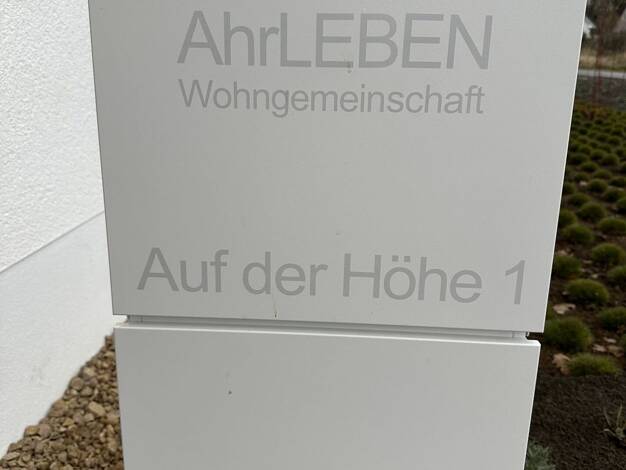 AhrLEBEN
Wohngemeinschaft
Auf der Höhe 1